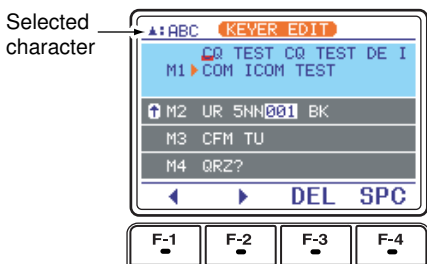 Selected
character
▲:ABC KEYER EDIT
CQ TEST CQ TEST DE I
M1 COM ICOM TEST
↑ M2 UR 5NN001 BK
M3 CFM TU
M4 QRZ?
◀ ▶ DEL SPC
F-1 F-2 F-3 F-4